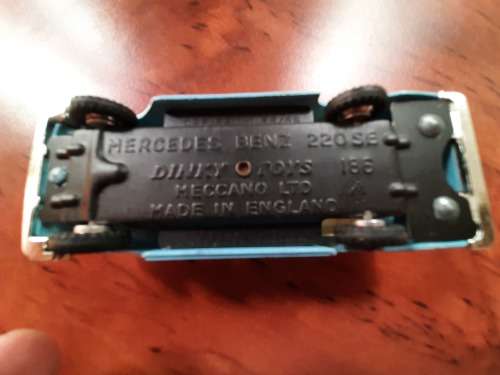 MERCEDES BENZ 220SE
DINKY TOYS 186
MECCANO LTD
MADE IN ENGLAND